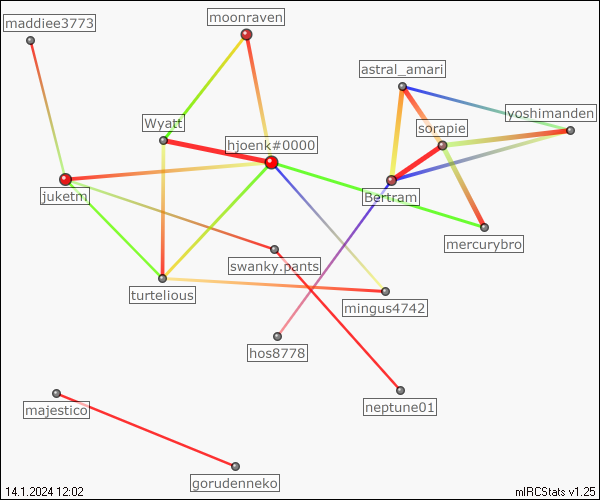 maddiee3773
moonraven
astral_amari
yoshimanden
Wyatt
sorapie
hjoenk#0000
juketm
Bertram
mercurybro
swanky.pants
turtelious
mingus4742
hos8778
majestico
neptune01
gorudenneko
14.1.2024 12:02
mIRCStats v1.25